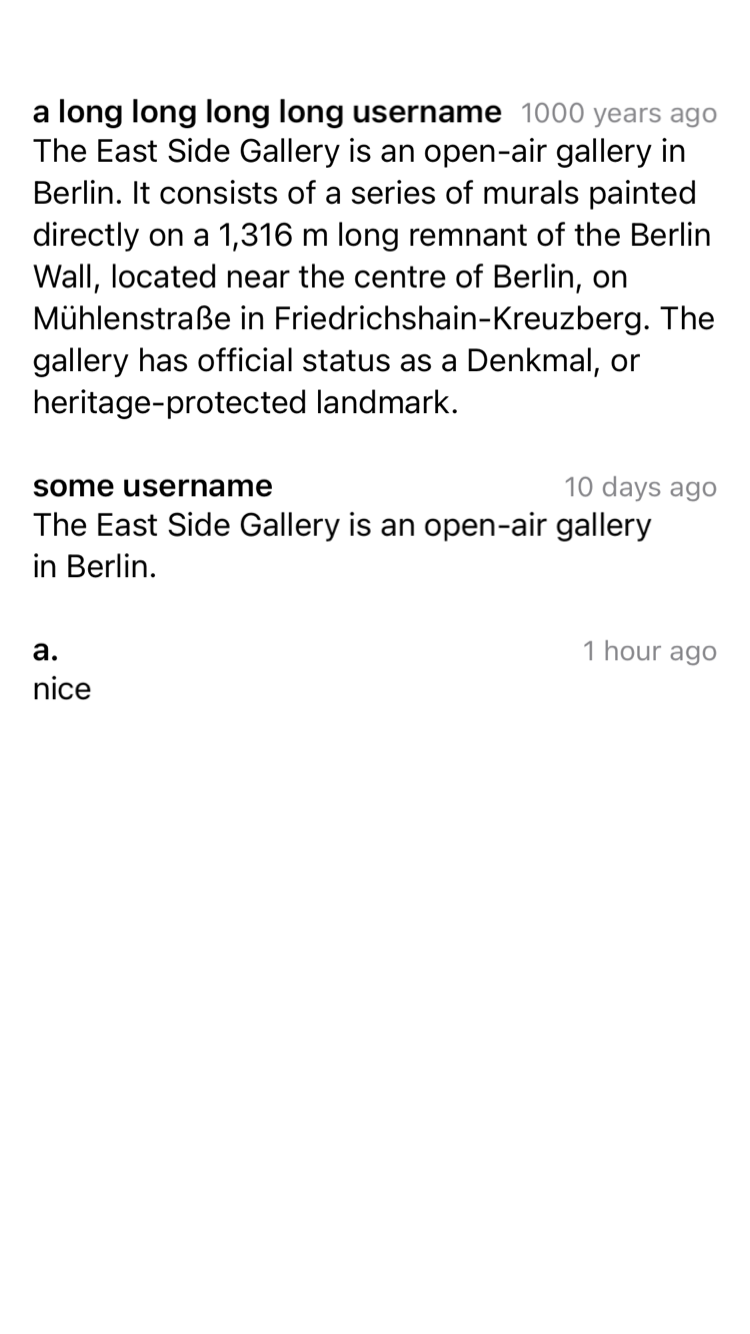 a long long long long username 1000 years ago
The East Side Gallery is an open-air gallery in
Berlin. It consists of a series of murals painted
directly on a 1,316 m long remnant of the Berlin
Wall, located near the centre of Berlin, on
Mühlenstraße in Friedrichshain-Kreuzberg. The
gallery has official status as a Denkmal, or
heritage-protected landmark.
some username 10 days ago
The East Side Gallery is an open-air gallery
in Berlin.
a. 1 hour ago
nice